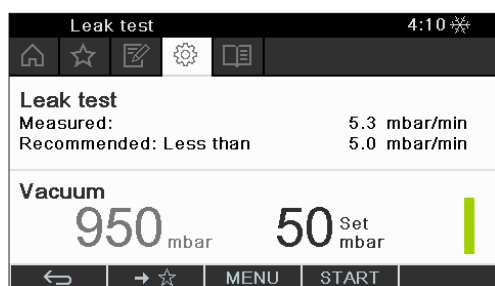 Leak test 4:10
Leak test
Measured: 5.3 mbar/min
Recommended: Less than 5.0 mbar/min
Vacuum
950 mbar 50 Set mbar
MENU START